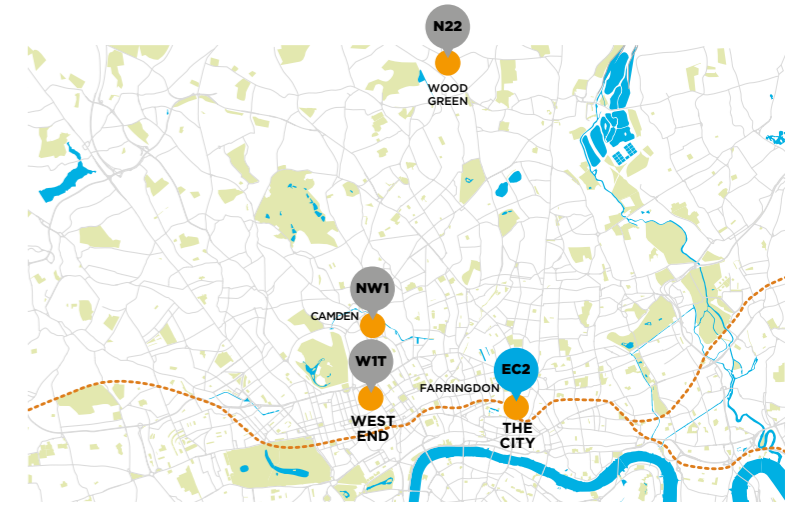 N22
WOOD
GREEN
NW1
CAMDEN
W1T
WEST
END
EC2
FARRINGDON
THE
CITY